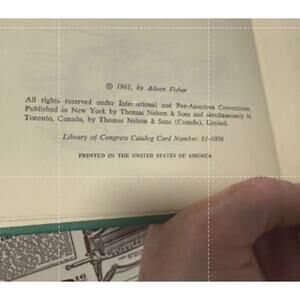 © 1961, by Aileen Fisher
All rights reserved under International and Pan-American Conventions.
Published in New York by Thomas Nelson & Sons and simultaneously in
Toronto, Canada, by Thomas Nelson & Sons (Canada), Limited.
Library of Congress Catalog Card Number: 61-6806
PRINTED IN THE UNITED STATES OF AMERICA